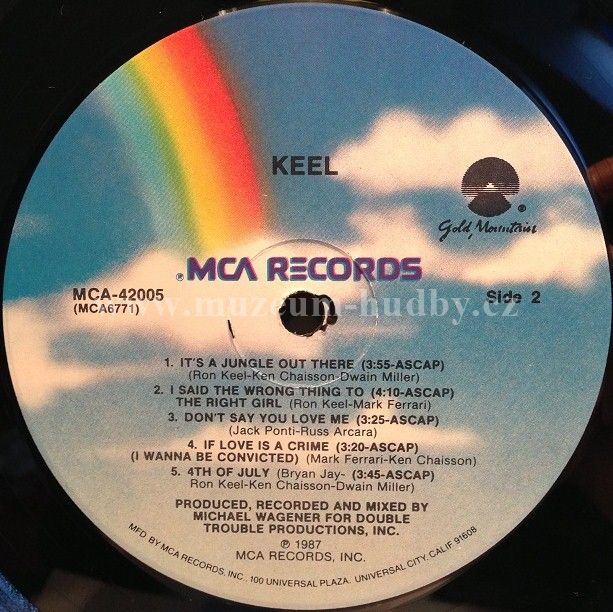 KEEL
®
Gold Mountain
®MCA RECORDS
MCA-42005
(MCA6771)
Side 2
www.muzeum-hudby.cz
1. IT'S A JUNGLE OUT THERE (3:55-ASCAP)
(Ron Keel-Ken Chaisson-Dwain Miller)
2. I SAID THE WRONG THING TO (4:10-ASCAP)
THE RIGHT GIRL (Ron Keel-Mark Ferrari)
3. DON'T SAY YOU LOVE ME (3:25-ASCAP)
(Jack Ponti-Russ Arcara)
4. IF LOVE IS A CRIME (3:20-ASCAP)
(I WANNA BE CONVICTED) (Mark Ferrari-Ken Chaisson)
5. 4TH OF JULY (Bryan Jay- (3:45-ASCAP)
Ron Keel-Ken Chaisson-Dwain Miller)
PRODUCED, RECORDED AND MIXED BY
MICHAEL WAGENER FOR DOUBLE
TROUBLE PRODUCTIONS, INC.
℗ 1987
MCA RECORDS, INC.
MFD BY MCA RECORDS, INC., 100 UNIVERSAL PLAZA, UNIVERSAL CITY, CALIF 91608